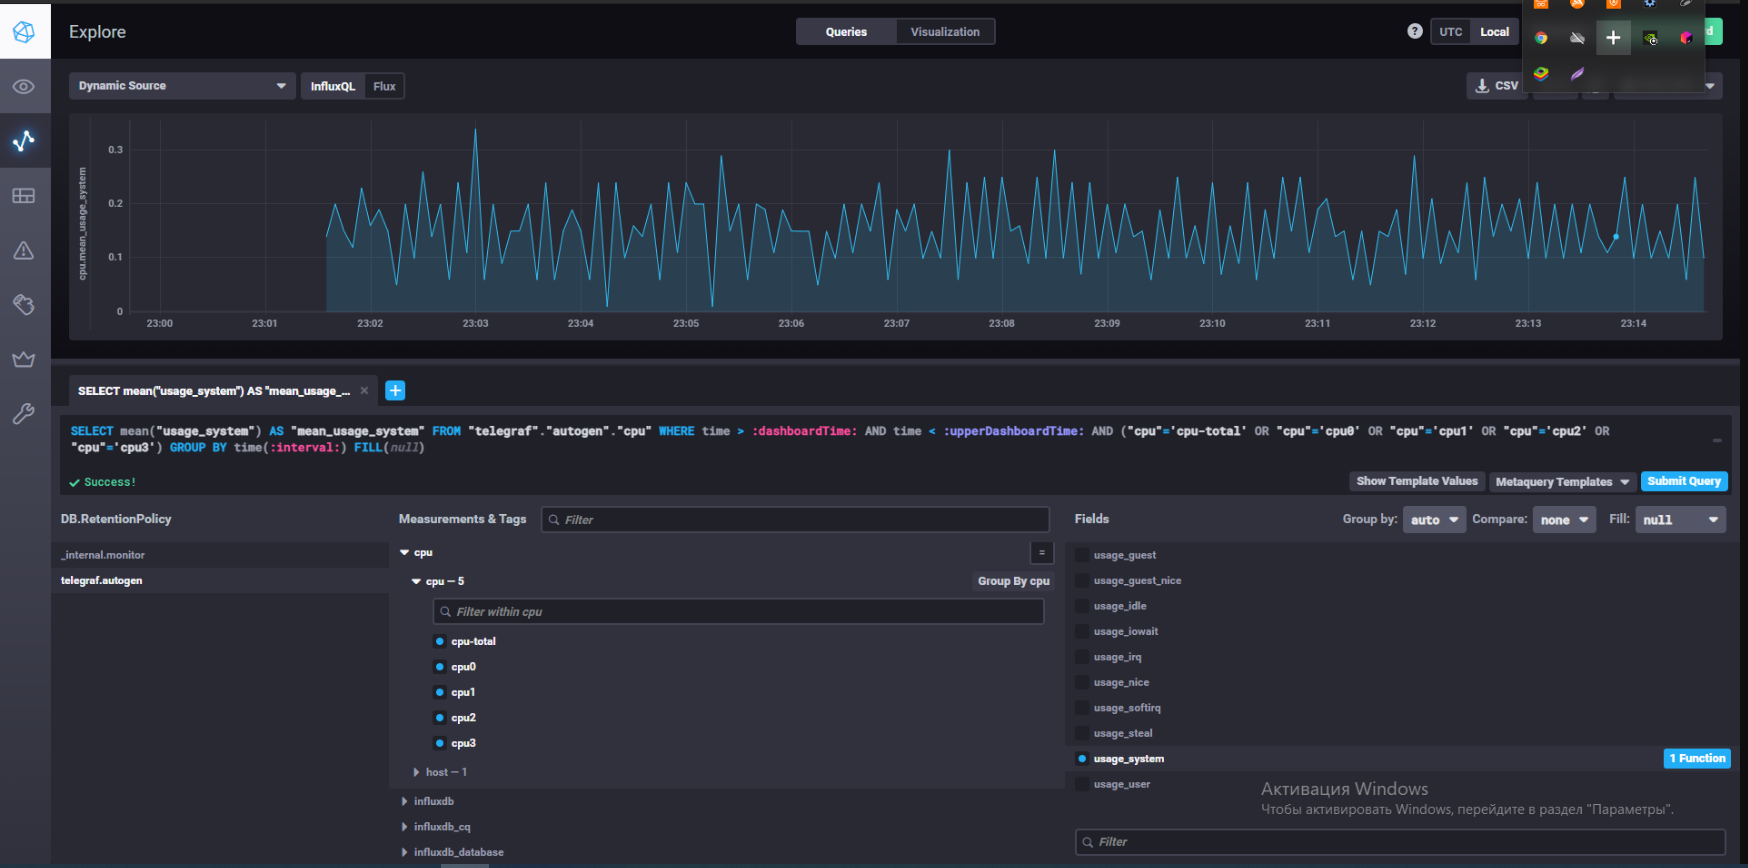 Explore
Queries
Visualization
?
UTC
Local
d
Dynamic Source
InfluxQL
Flux
CSV
cpu.mean_usage_system
0.3
0.2
0.1
0
23:00
23:01
23:02
23:03
23:04
23:05
23:06
23:07
23:08
23:09
23:10
23:11
23:12
23:13
23:14
SELECT mean("usage_system") AS "mean_usage_...
SELECT mean("usage_system") AS "mean_usage_system" FROM "telegraf"."autogen"."cpu" WHERE time > :dashboardTime: AND time < :upperDashboardTime: AND ("cpu"='cpu-total' OR "cpu"='cpu0' OR "cpu"='cpu1' OR "cpu"='cpu2' OR
"cpu"='cpu3') GROUP BY time(:interval:) FILL(null)
Success!
Show Template Values
Metaquery Templates
Submit Query
DB.RetentionPolicy
_internal.monitor
telegraf.autogen
Measurements & Tags
Filter
cpu
=
cpu — 5
Group By cpu
Filter within cpu
cpu-total
cpu0
cpu1
cpu2
cpu3
host — 1
influxdb
influxdb_cq
influxdb_database
Fields
Group by:
auto
Compare:
none
Fill:
null
usage_guest
usage_guest_nice
usage_idle
usage_iowait
usage_irq
usage_nice
usage_softirq
usage_steal
usage_system
1 Function
usage_user
Активация Windows
Чтобы активировать Windows, перейдите в раздел "Параметры".
Filter